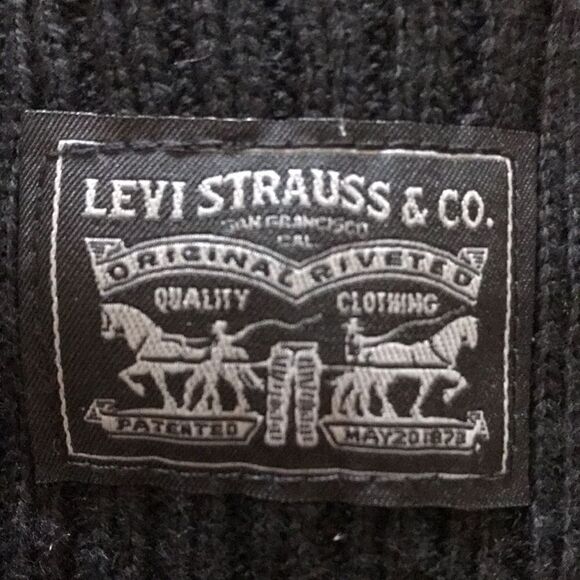 LEVI STRAUSS & CO.
SAN FRANCISCO
CAL
ORIGINAL RIVETED
QUALITY CLOTHING
PATENTED MAY 20 1873